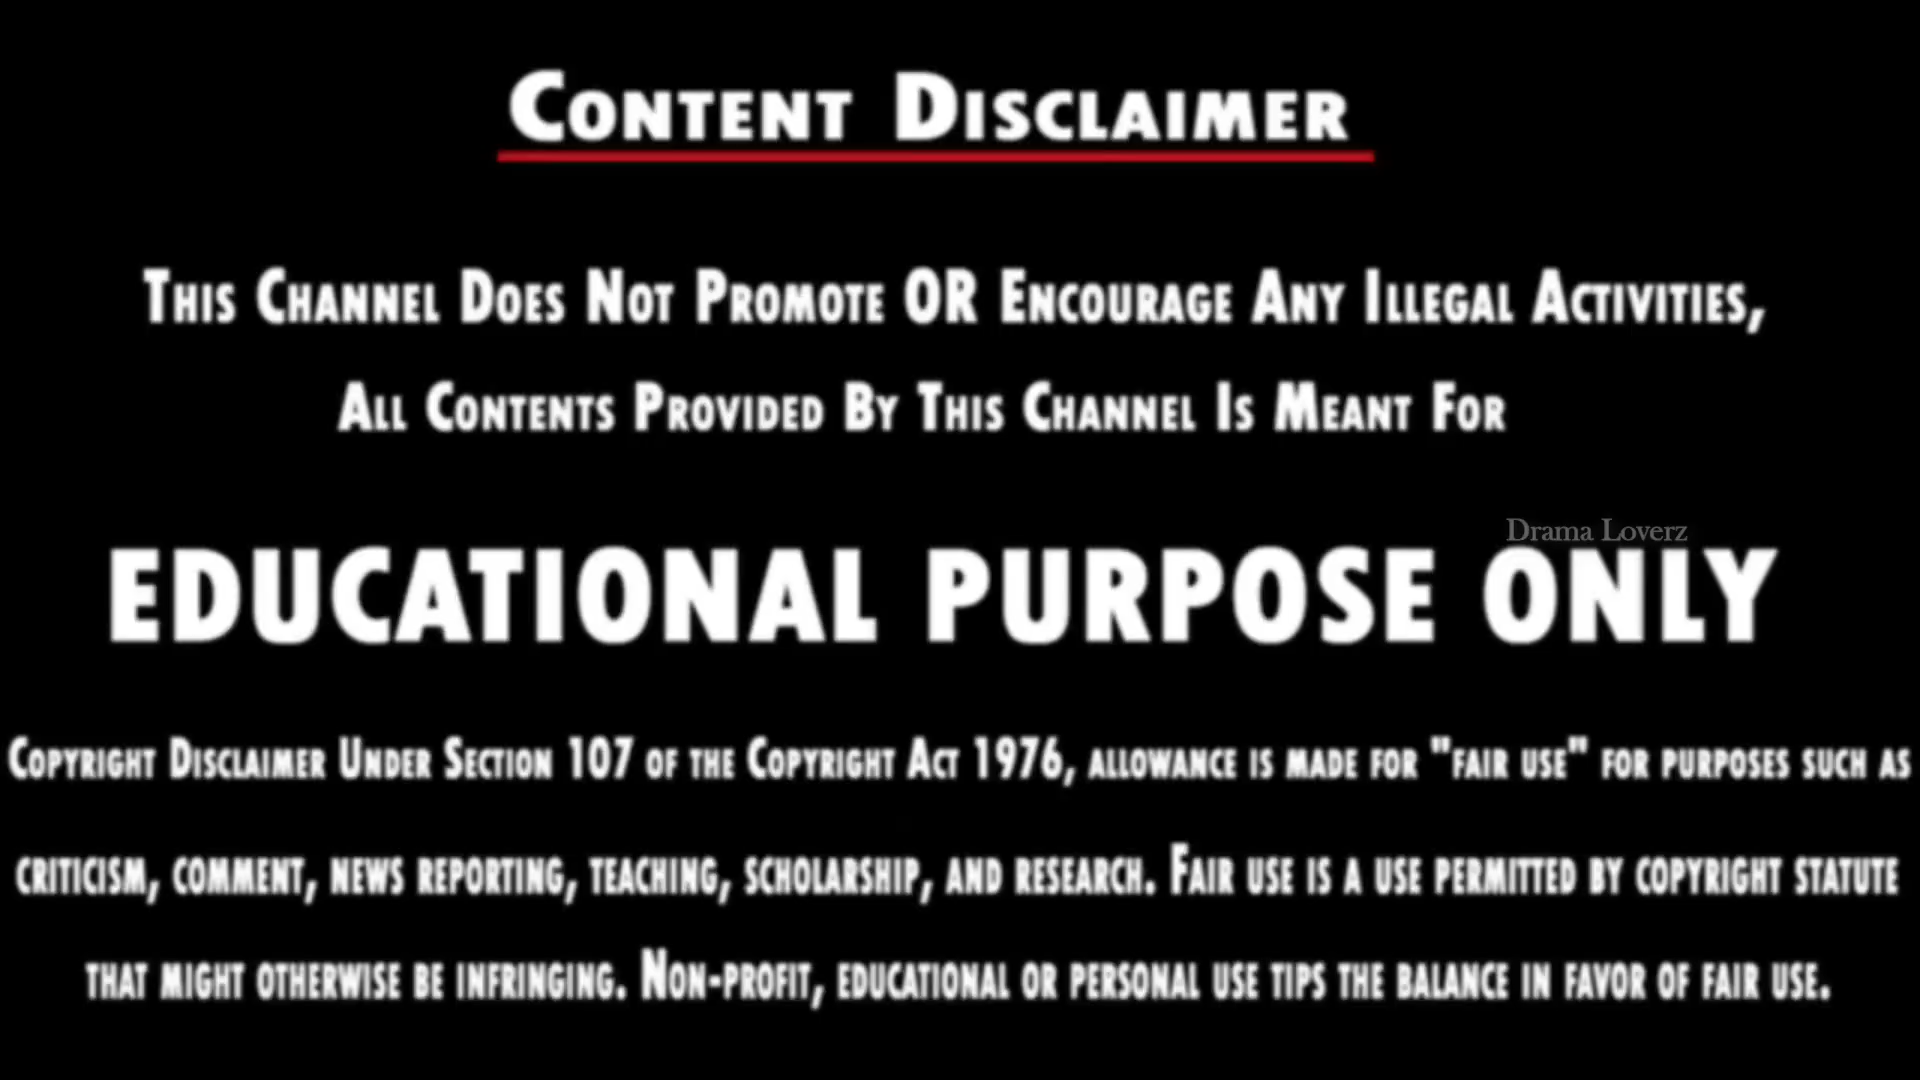 Content Disclaimer
This Channel Does Not Promote OR Encourage Any Illegal Activities,
All Contents Provided By This Channel Is Meant For
Drama Loverz
EDUCATIONAL PURPOSE ONLY
Copyright Disclaimer Under Section 107 of the Copyright Act 1976, allowance is made for "fair use" for purposes such as
criticism, comment, news reporting, teaching, scholarship, and research. Fair use is a use permitted by copyright statute
that might otherwise be infringing. Non-profit, educational or personal use tips the balance in favor of fair use.